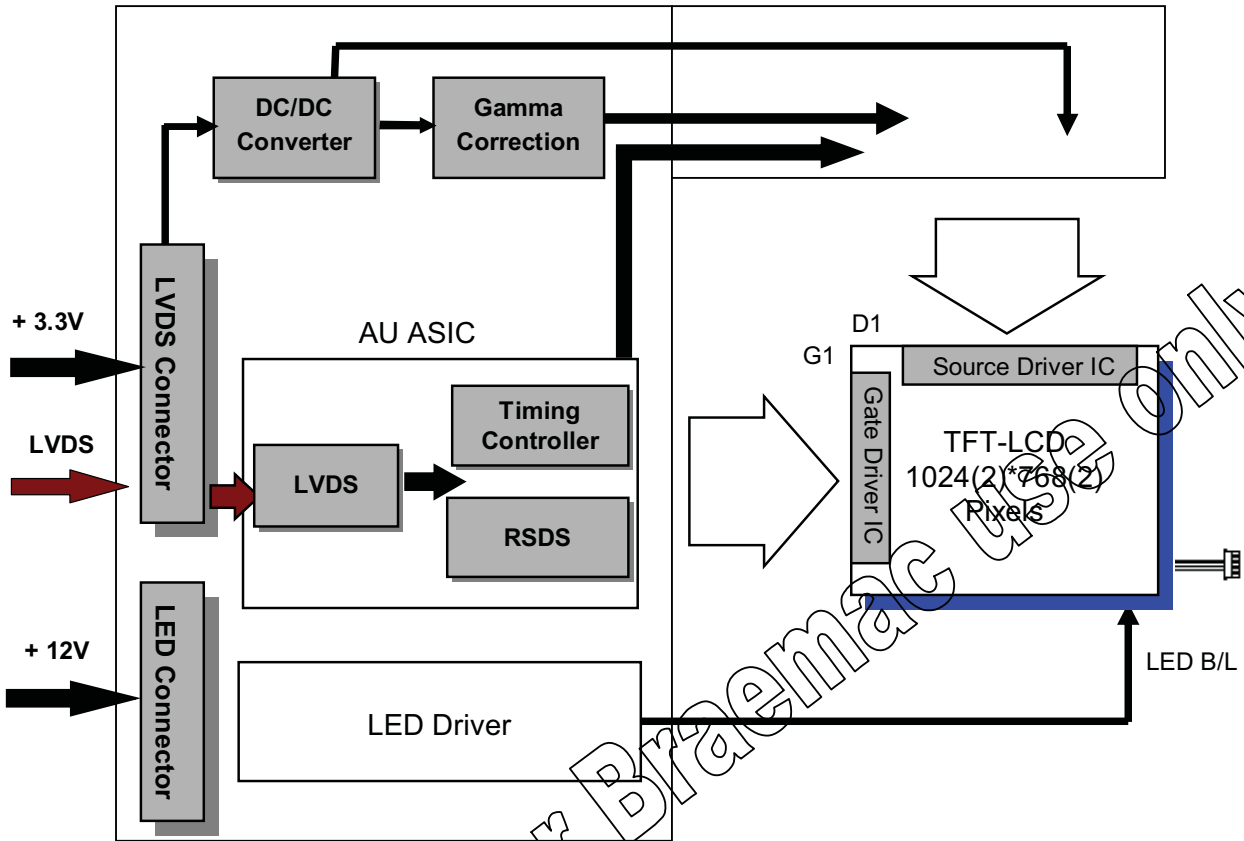 DC/DC
Converter
Gamma
Correction
+ 3.3V
LVDS Connector
LVDS
AU ASIC
Timing
Controller
LVDS
RSDS
D1
G1
Source Driver IC
Gate Driver IC
TFT-LCD
1024(2)*768(2)
Pixels
+ 12V
LED Connector
LED Driver
LED B/L
Braemac use only